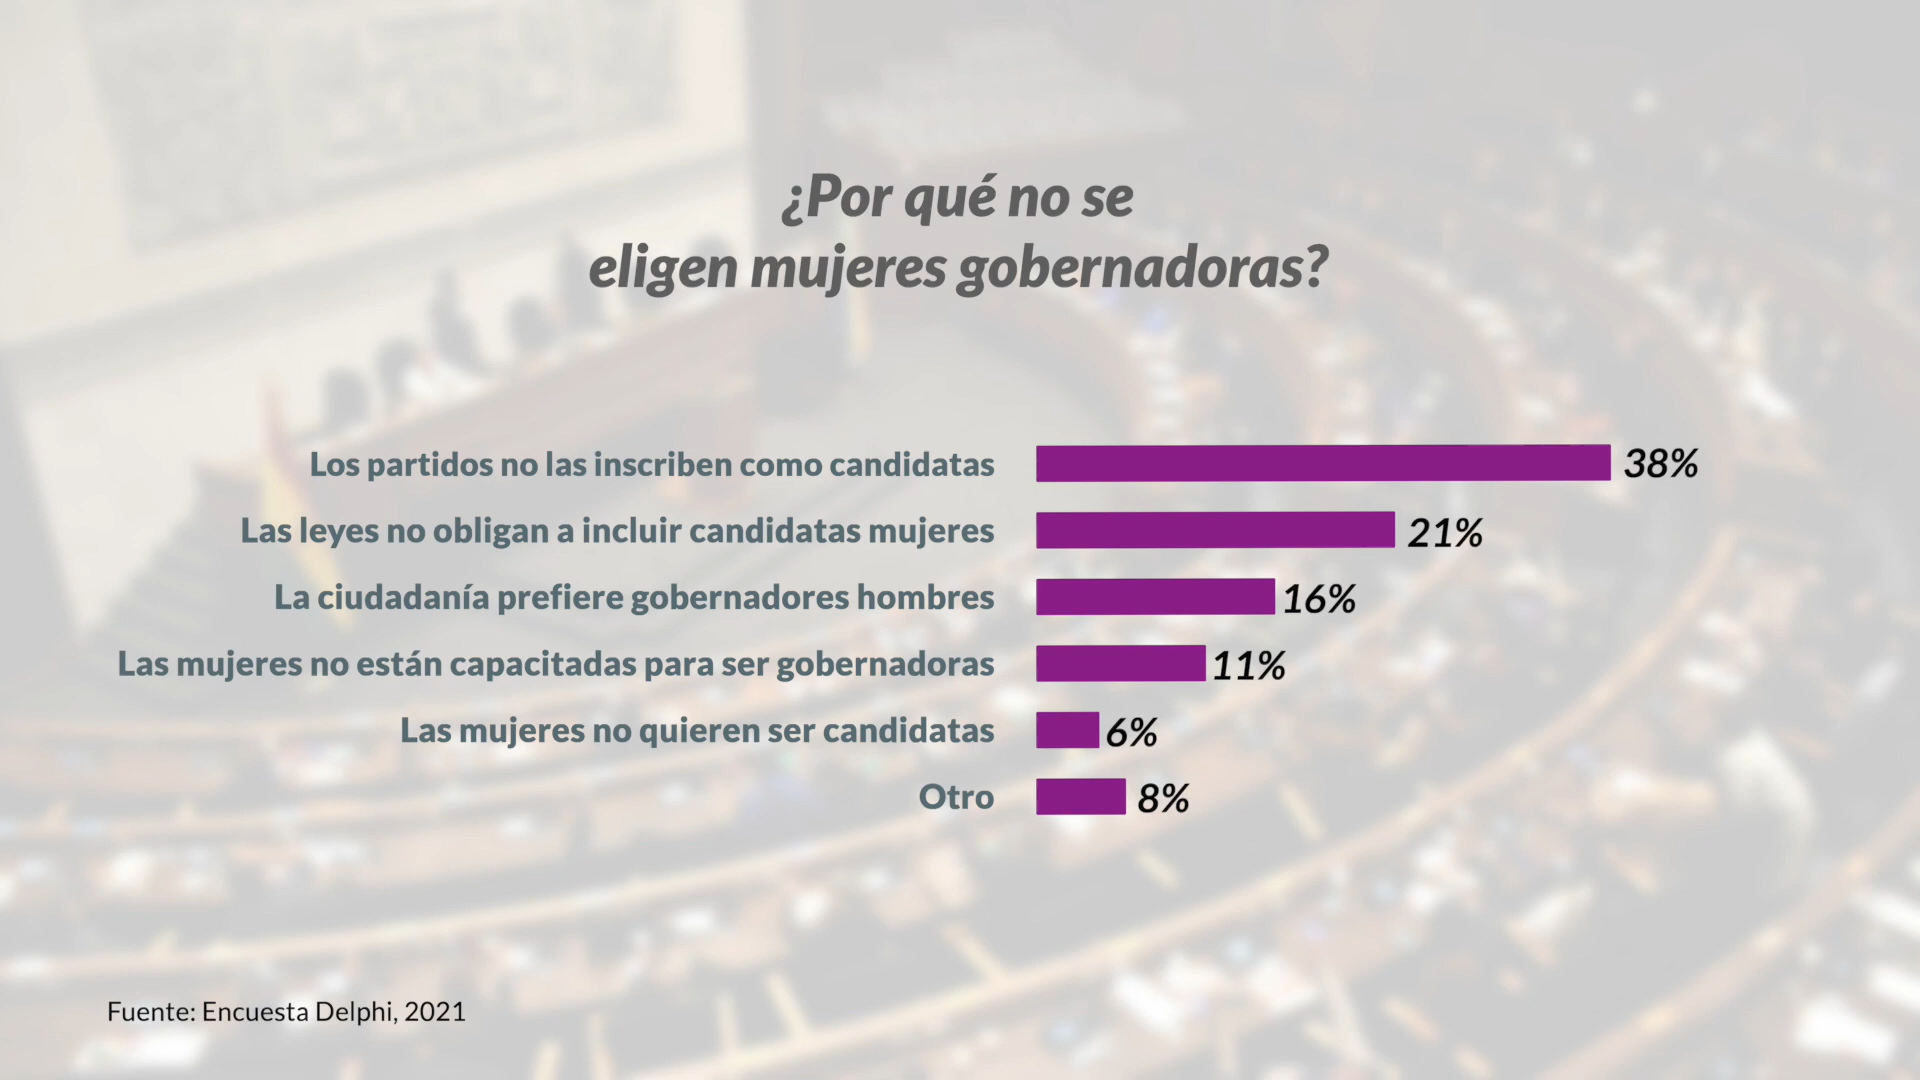 ¿Por qué no se
eligen mujeres gobernadoras?
Los partidos no las inscriben como candidatas 38%
Las leyes no obligan a incluir candidatas mujeres 21%
La ciudadanía prefiere gobernadores hombres 16%
Las mujeres no están capacitadas para ser gobernadoras 11%
Las mujeres no quieren ser candidatas 6%
Otro 8%
Fuente: Encuesta Delphi, 2021